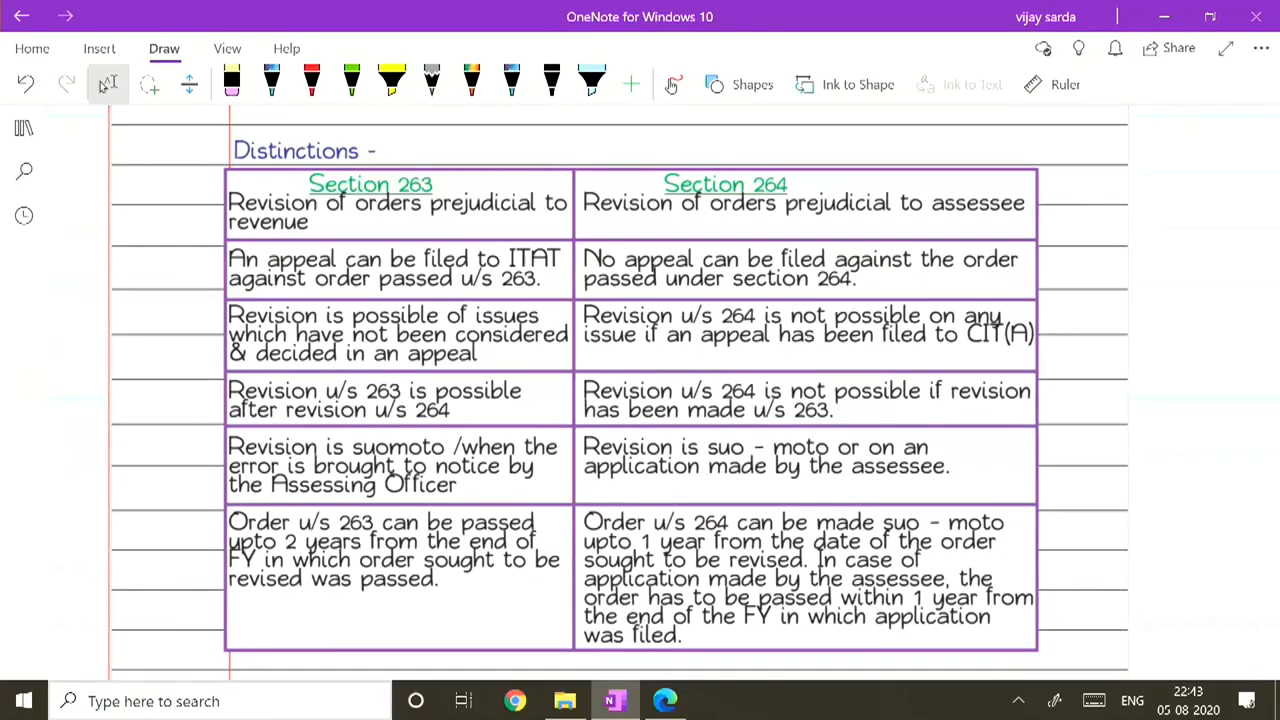 OneNote for Windows 10
vijay sarda
Home Insert Draw View Help
Share
Shapes Ink to Shape Ink to Text Ruler
Distinctions -
Section 263
Revision of orders prejudicial to
revenue
Section 264
Revision of orders prejudicial to assessee
An appeal can be filed to ITAT
against order passed u/s 263.
No appeal can be filed against the order
passed under section 264.
Revision is possible of issues
which have not been considered
& decided in an appeal
Revision u/s 264 is not possible on any
issue if an appeal has been filed to CIT(A)
Revision u/s 263 is possible
after revision u/s 264
Revision u/s 264 is not possible if revision
has been made u/s 263.
Revision is suomoto /when the
error is brought to notice by
the Assessing Officer
Revision is suo - moto or on an
application made by the assessee.
Order u/s 263 can be passed
upto 2 years from the end of
FY in which order sought to be
revised was passed.
Order u/s 264 can be made suo - moto
upto 1 year from the date of the order
sought to be revised. In case of
application made by the assessee, the
order has to be passed within 1 year from
the end of the FY in which application
was filed.
Type here to search
ENG
22:43
05-08-2020